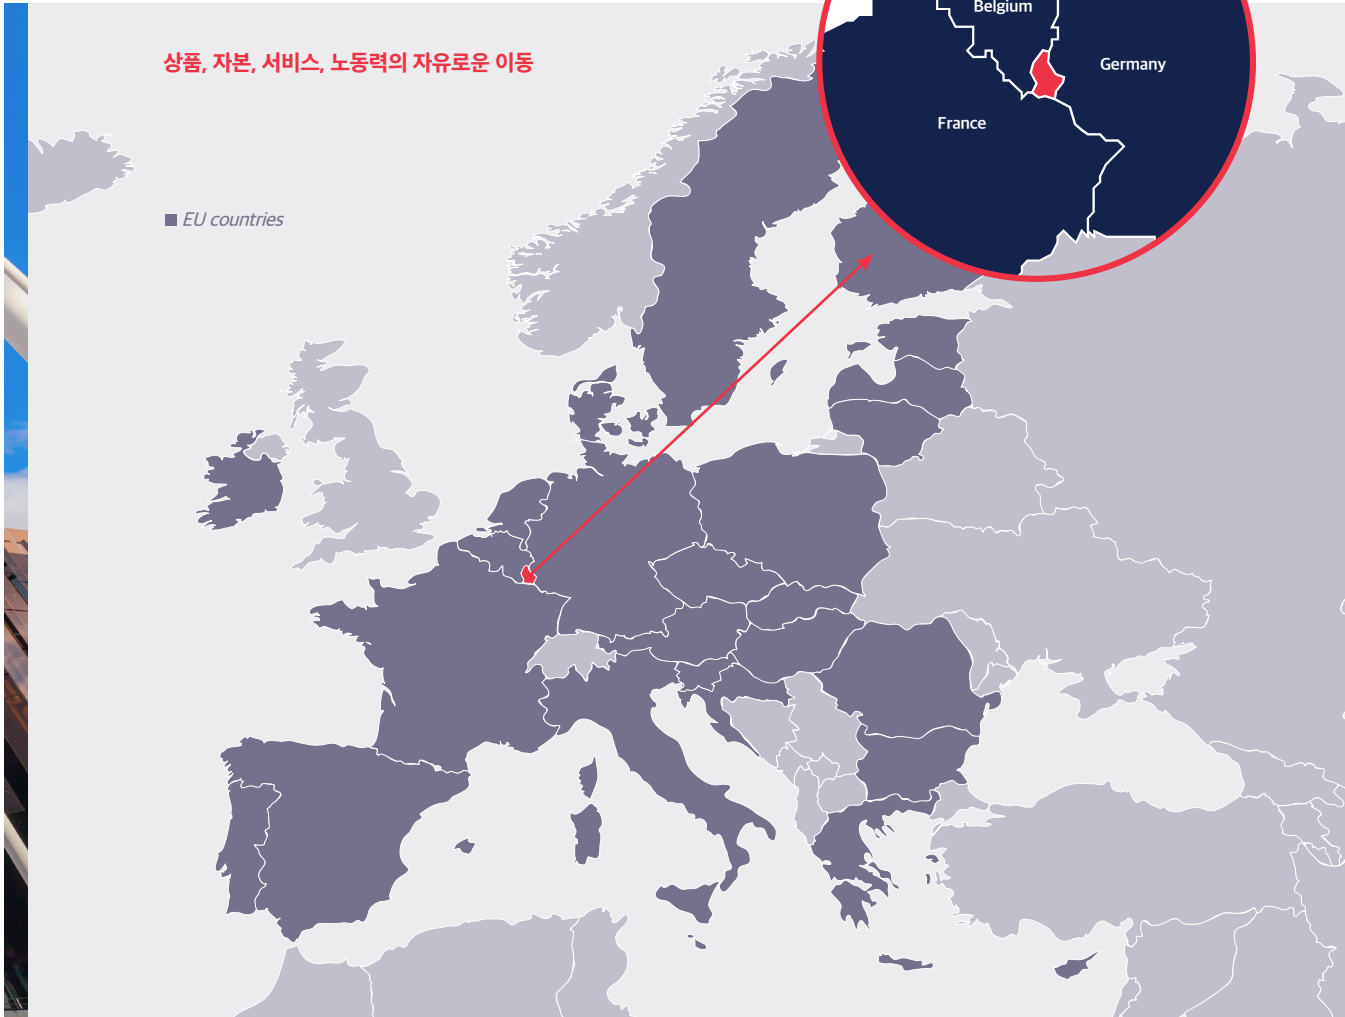 상품, 자본, 서비스, 노동력의 자유로운 이동
Belgium
Germany
France
EU countries